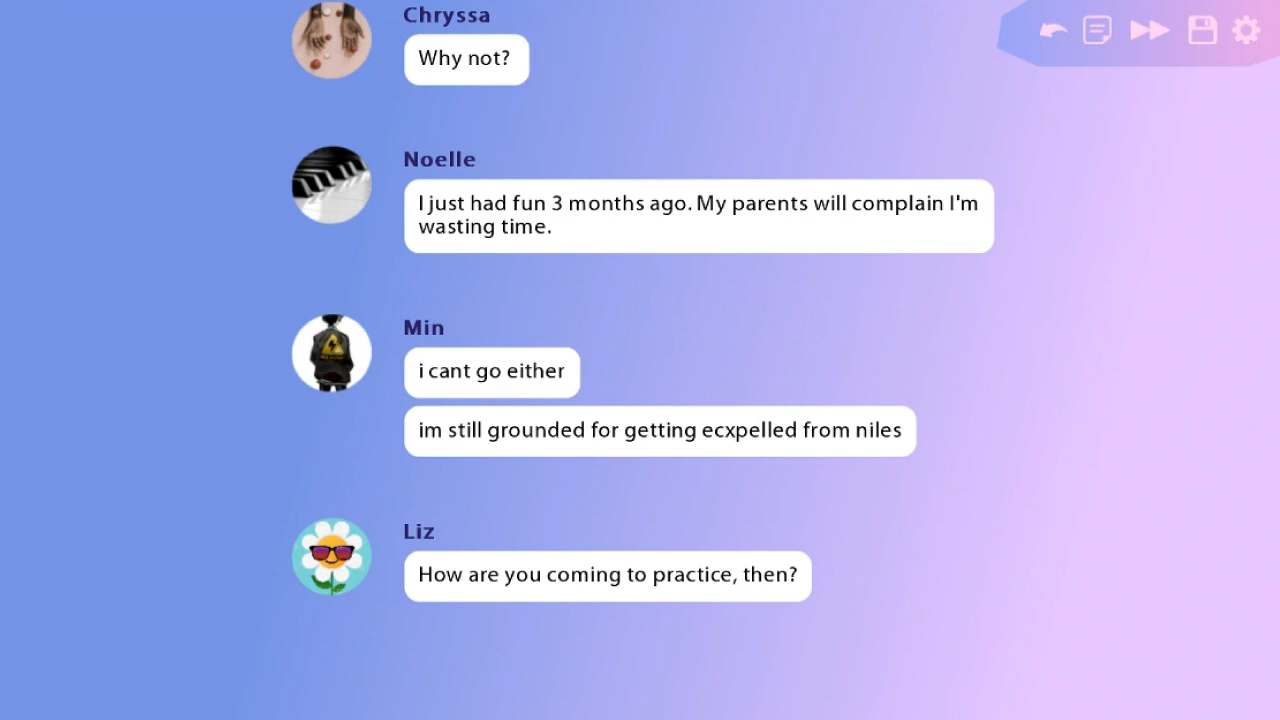 Chryssa
Why not?
Noelle
I just had fun 3 months ago. My parents will complain I'm
wasting time.
Min
i cant go either
im still grounded for getting ecxpelled from niles
Liz
How are you coming to practice, then?